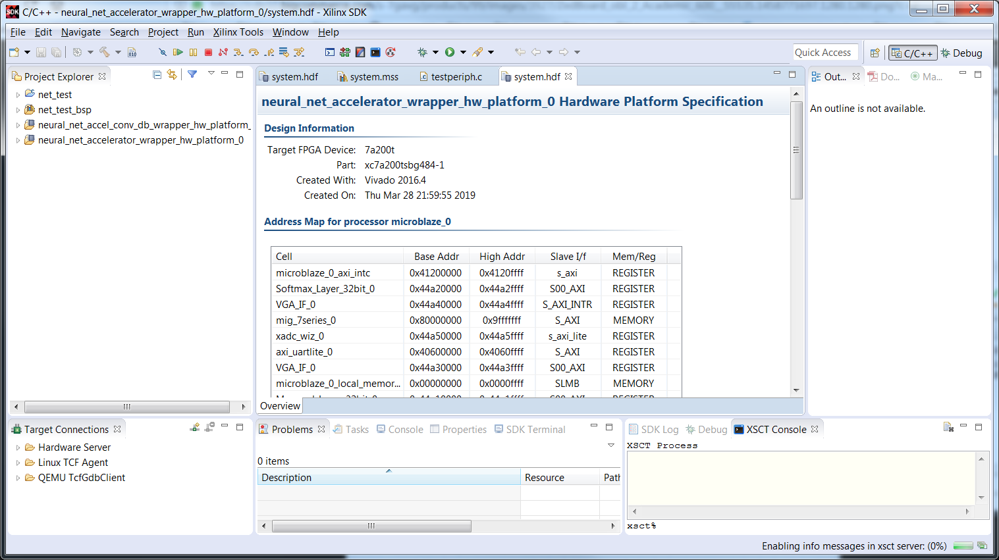 C/C++ - neural_net_accelerator_wrapper_hw_platform_0/system.hdf - Xilinx SDK
File Edit Navigate Search Project Run Xilinx Tools Window Help
Quick Access C/C++ Debug
Project Explorer
net_test
net_test_bsp
neural_net_accel_conv_db_wrapper_hw_platform_
neural_net_accelerator_wrapper_hw_platform_0
system.hdf system.mss testperiph.c system.hdf
neural_net_accelerator_wrapper_hw_platform_0 Hardware Platform Specification
Design Information
Target FPGA Device: 7a200t
Part: xc7a200tsbg484-1
Created With: Vivado 2016.4
Created On: Thu Mar 28 21:59:55 2019
Address Map for processor microblaze_0
Cell Base Addr High Addr Slave I/f Mem/Reg
microblaze_0_axi_intc 0x41200000 0x4120ffff s_axi REGISTER
Softmax_Layer_32bit_0 0x44a20000 0x44a2ffff S00_AXI REGISTER
VGA_IF_0 0x44a40000 0x44a4ffff S_AXI_INTR REGISTER
mig_7series_0 0x80000000 0x9fffffff S_AXI MEMORY
xadc_wiz_0 0x44a50000 0x44a5ffff s_axi_lite REGISTER
axi_uartlite_0 0x40600000 0x4060ffff S_AXI REGISTER
VGA_IF_0 0x44a30000 0x44a3ffff S00_AXI REGISTER
microblaze_0_local_memor... 0x00000000 0x0000ffff SLMB MEMORY
Overview
Out... Do... Ma...
An outline is not available.
Target Connections
Hardware Server
Linux TCF Agent
QEMU TcfGdbClient
Problems Tasks Console Properties SDK Terminal
0 items
Description Resource Path
SDK Log Debug XSCT Console
XSCT Process
xsct%
Enabling info messages in xsct server: (0%)